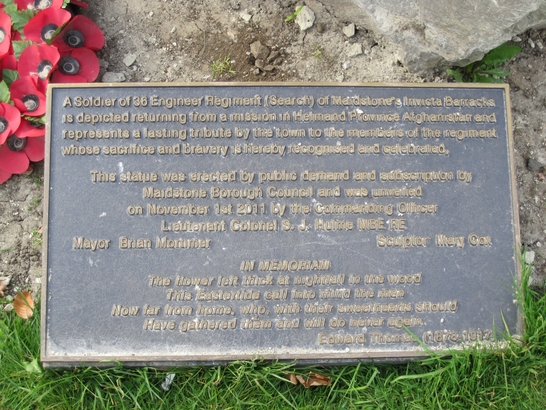 A Soldier of 36 Engineer Regiment (Search) of Maidstone's Invicta Barracks
is depicted returning from a mission in Helmand Province Afghanistan and
represents a lasting tribute by the town to the members of the regiment
whose sacrifice and bravery is hereby recognised and celebrated.
This statue was erected by public demand and subscription by
Maidstone Borough Council and was unveiled
on November 1st 2011 by the Commanding Officer
Lieutenant Colonel S. J. Hulme MBE RE
Mayor Brian Mortimer Sculptor Mary Cox
IN MEMORIAM
The flower left thick at nightfall in the wood
This Eastertide call into mind the men
Now far from home, who, with their sweethearts should
Have gathered them and will do never again.
Edward Thomas